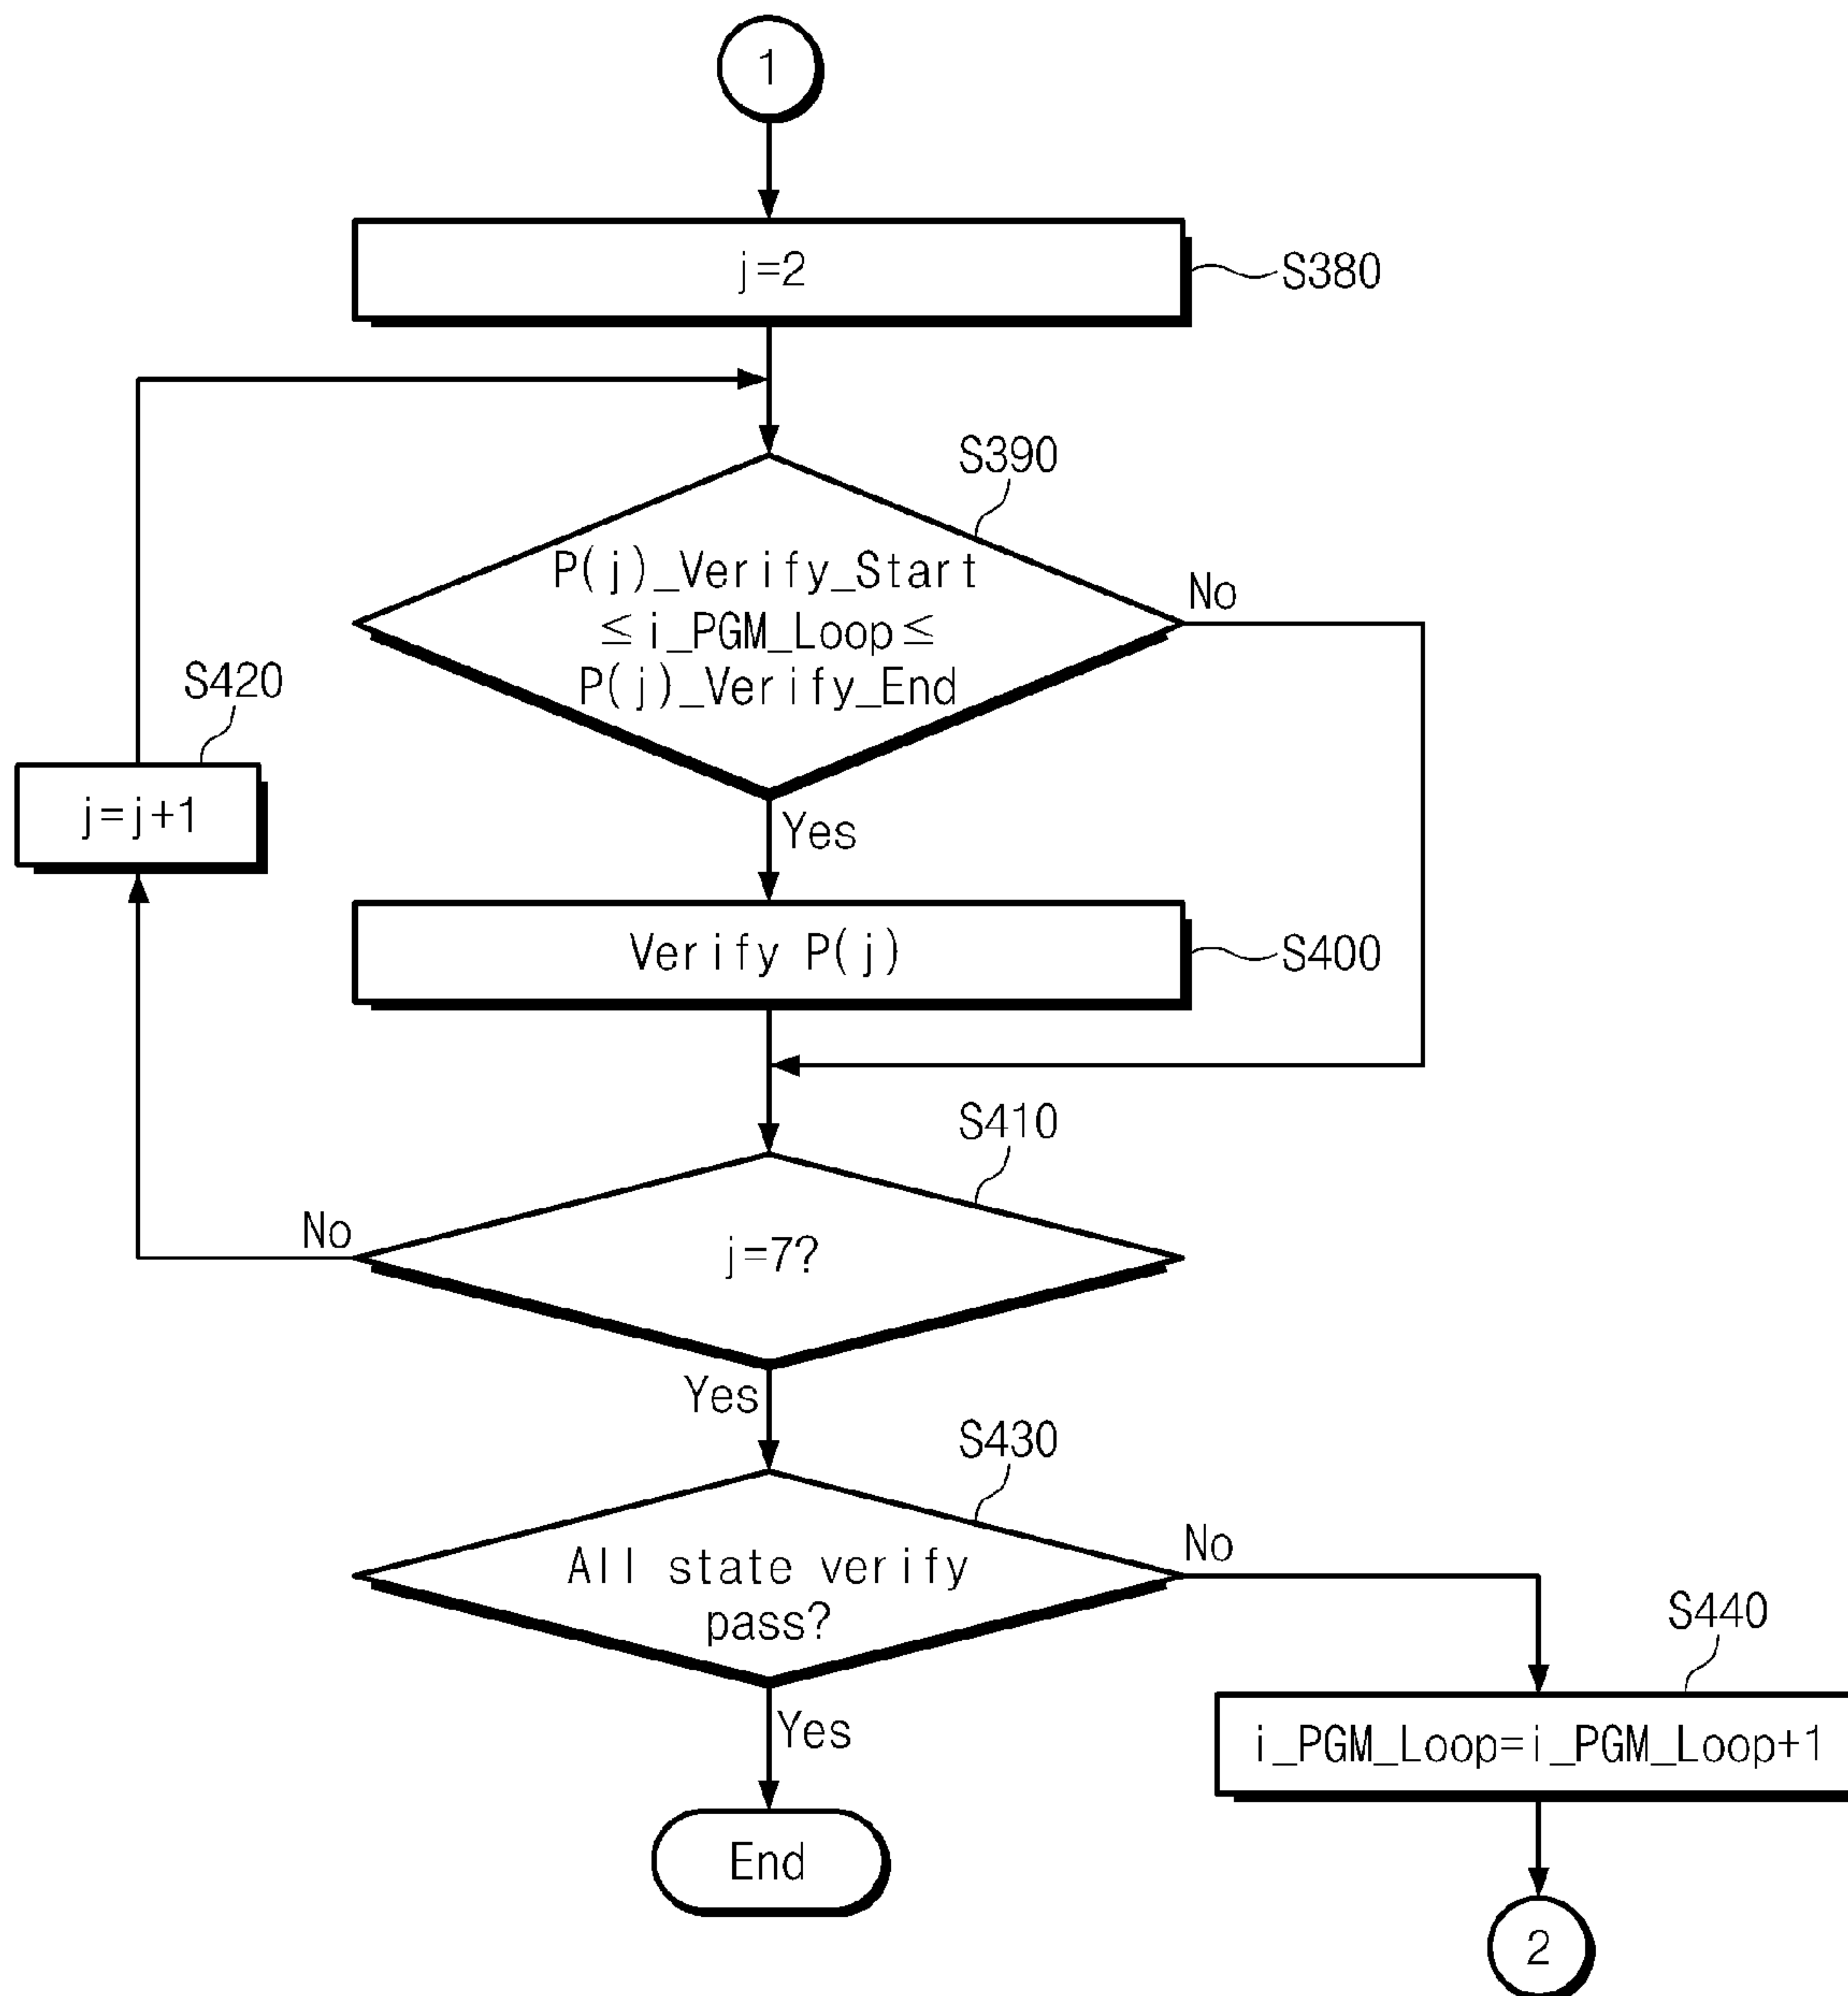 1
j=2
S380
S390
P(j)_Verify_Start
≤i_PGM_Loop≤
P(j)_Verify_End
No
S420
j=j+1
Yes
Verify P(j)
S400
S410
No
j=7?
Yes
S430
No
All state verify
pass?
S440
Yes
i_PGM_Loop=i_PGM_Loop+1
End
2